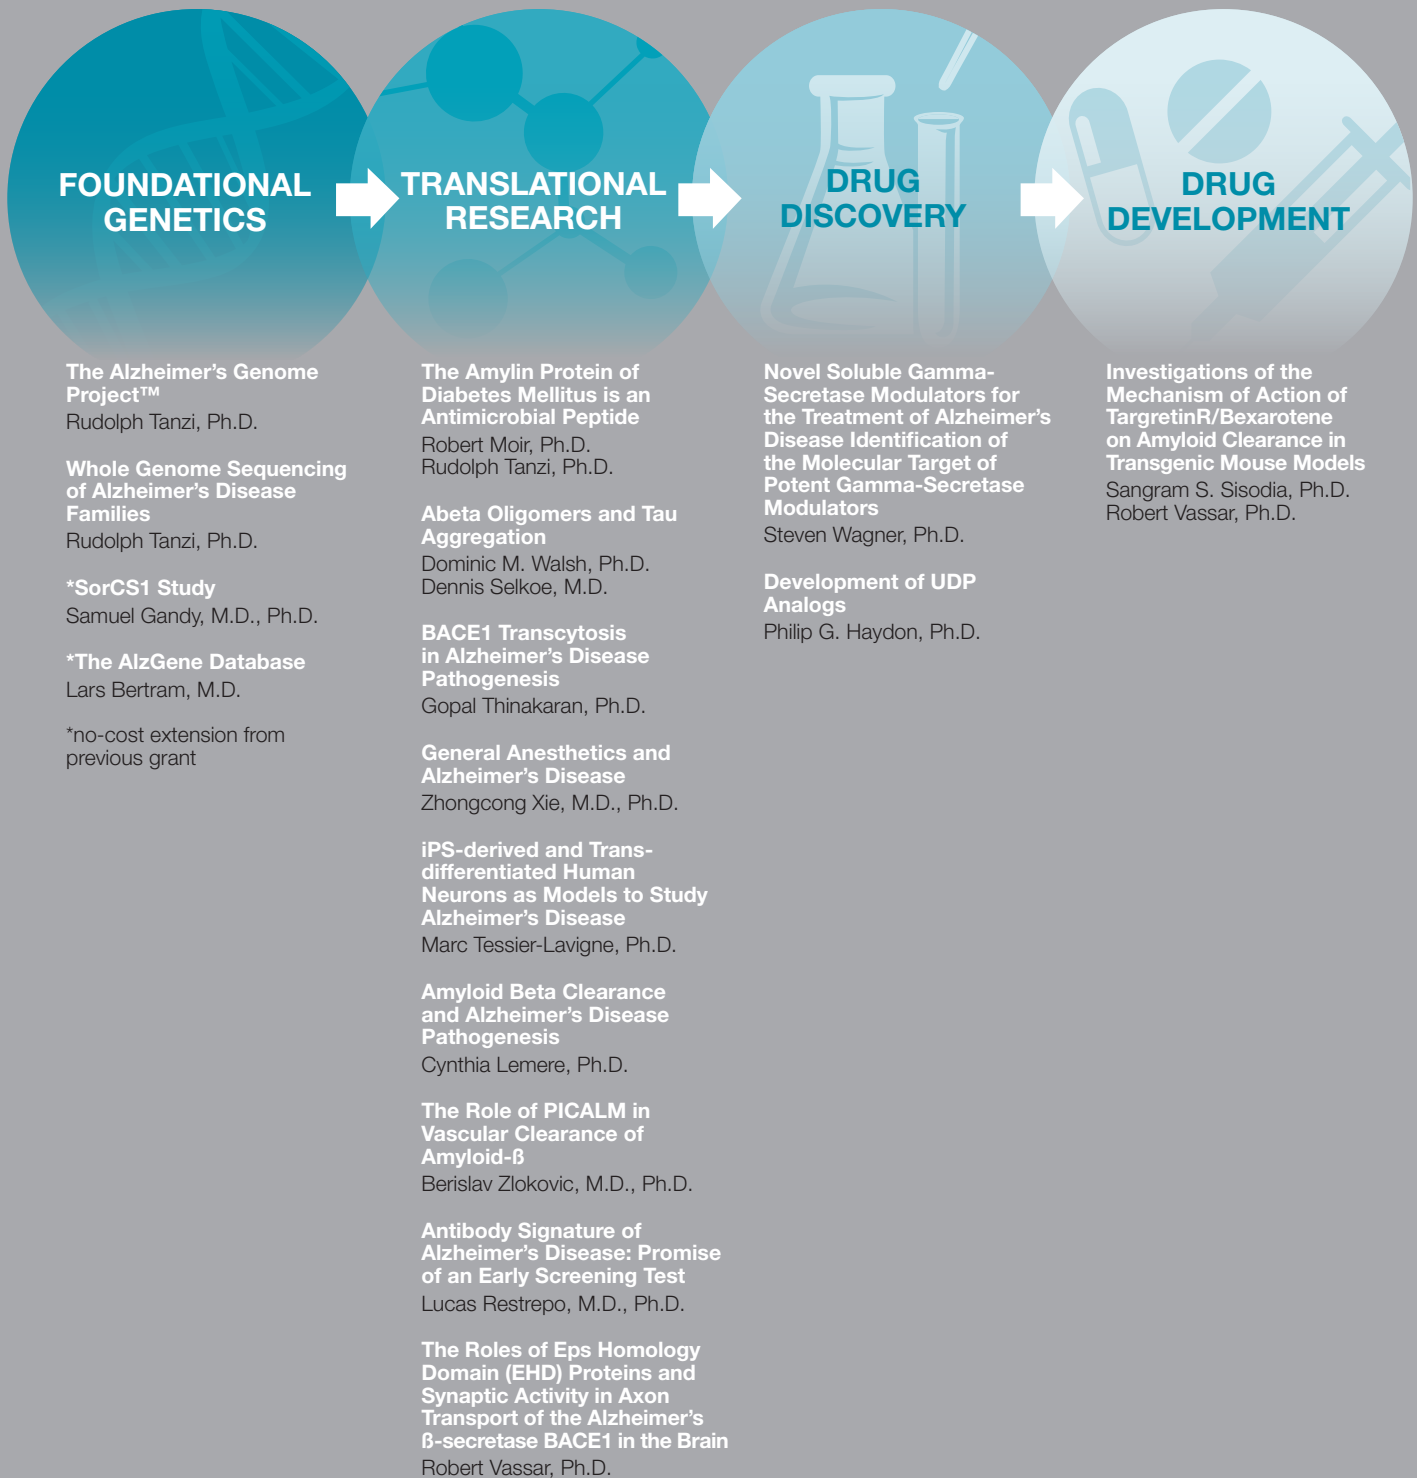 FOUNDATIONAL
GENETICS
TRANSLATIONAL
RESEARCH
DRUG
DISCOVERY
DRUG
DEVELOPMENT
The Alzheimer's Genome
Project™
Rudolph Tanzi, Ph.D.
Whole Genome Sequencing
of Alzheimer's Disease
Families
Rudolph Tanzi, Ph.D.
*SorCS1 Study
Samuel Gandy, M.D., Ph.D.
*The AlzGene Database
Lars Bertram, M.D.
*no-cost extension from
previous grant
The Amylin Protein of
Diabetes Mellitus is an
Antimicrobial Peptide
Robert Moir, Ph.D.
Rudolph Tanzi, Ph.D.
Abeta Oligomers and Tau
Aggregation
Dominic M. Walsh, Ph.D.
Dennis Selkoe, M.D.
BACE1 Transcytosis
in Alzheimer's Disease
Pathogenesis
Gopal Thinakaran, Ph.D.
General Anesthetics and
Alzheimer's Disease
Zhongcong Xie, M.D., Ph.D.
iPS-derived and Trans-
differentiated Human
Neurons as Models to Study
Alzheimer's Disease
Marc Tessier-Lavigne, Ph.D.
Amyloid Beta Clearance
and Alzheimer's Disease
Pathogenesis
Cynthia Lemere, Ph.D.
The Role of PICALM in
Vascular Clearance of
Amyloid-ß
Berislav Zlokovic, M.D., Ph.D.
Antibody Signature of
Alzheimer's Disease: Promise
of an Early Screening Test
Lucas Restrepo, M.D., Ph.D.
The Roles of Eps Homology
Domain (EHD) Proteins and
Synaptic Activity in Axon
Transport of the Alzheimer's
ß-secretase BACE1 in the Brain
Robert Vassar, Ph.D.
Novel Soluble Gamma-
Secretase Modulators for
the Treatment of Alzheimer's
Disease Identification of
the Molecular Target of
Potent Gamma-Secretase
Modulators
Steven Wagner, Ph.D.
Development of UDP
Analogs
Philip G. Haydon, Ph.D.
Investigations of the
Mechanism of Action of
TargretinR/Bexarotene
on Amyloid Clearance in
Transgenic Mouse Models
Sangram S. Sisodia, Ph.D.
Robert Vassar, Ph.D.